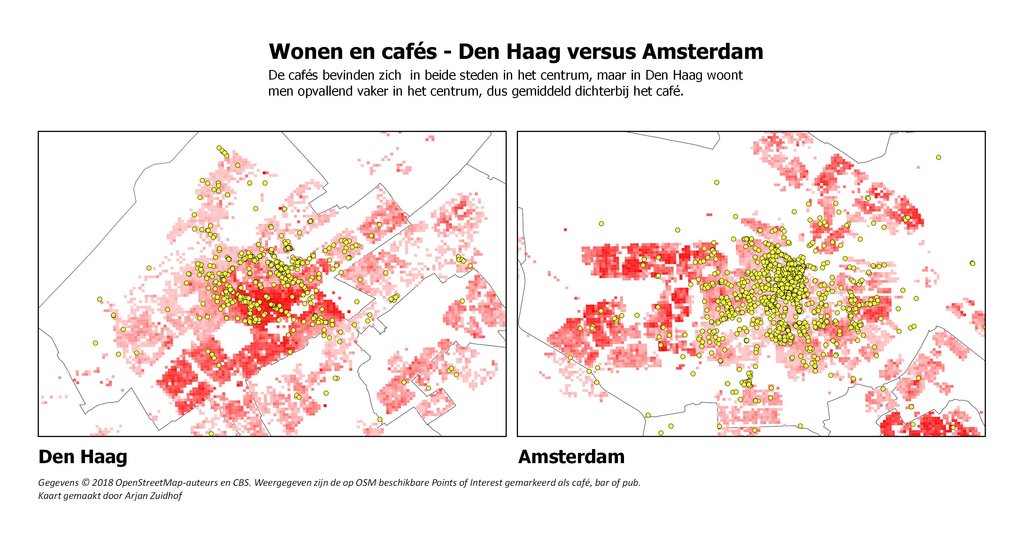 Wonen en cafés - Den Haag versus Amsterdam
De cafés bevinden zich in beide steden in het centrum, maar in Den Haag woont
men opvallend vaker in het centrum, dus gemiddeld dichterbij het café.
Den Haag
Amsterdam
Gegevens © 2018 OpenStreetMap-auteurs en CBS. Weergegeven zijn de op OSM beschikbare Points of Interest gemarkeerd als café, bar of pub.
Kaart gemaakt door Arjan Zuidhof